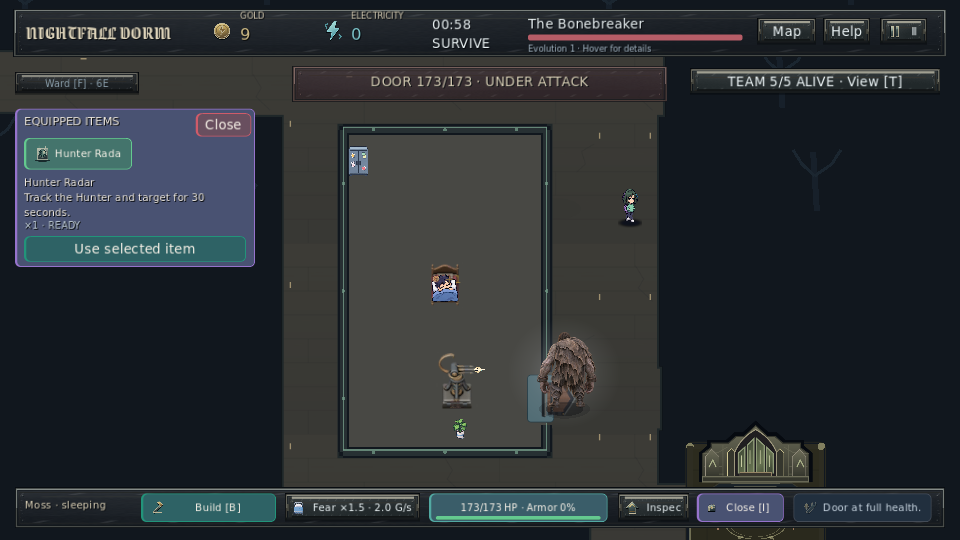 NIGHTFALL DORM
GOLD
9
ELECTRICITY
0
00:58
SURVIVE
The Bonebreaker
Evolution 1 · Hover for details
Map
Help
Ward [F] · 6E
DOOR 173/173 · UNDER ATTACK
TEAM 5/5 ALIVE · View [T]
EQUIPPED ITEMS
Close
Hunter Rada
Hunter Radar
Track the Hunter and target for 30
seconds.
×1 · READY
Use selected item
Moss · sleeping
Build [B]
Fear ×1.5 · 2.0 G/s
173/173 HP · Armor 0%
Inspec
Close [I]
Door at full health.